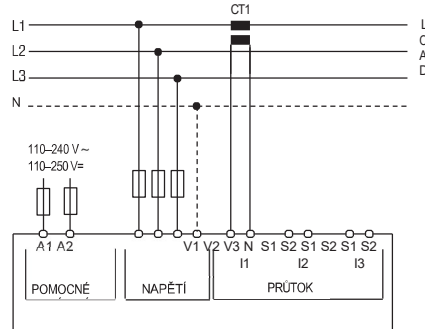 CT1
L1
L
L2
O
A
L3
D
N
110–240 V ~
110–250 V=
A1 A2 V1 V2 V3 N S1 S2 S1 S2 S1 S2
I1 I2 I3
POMOCNÉ NAPĚTÍ PRŮTOK